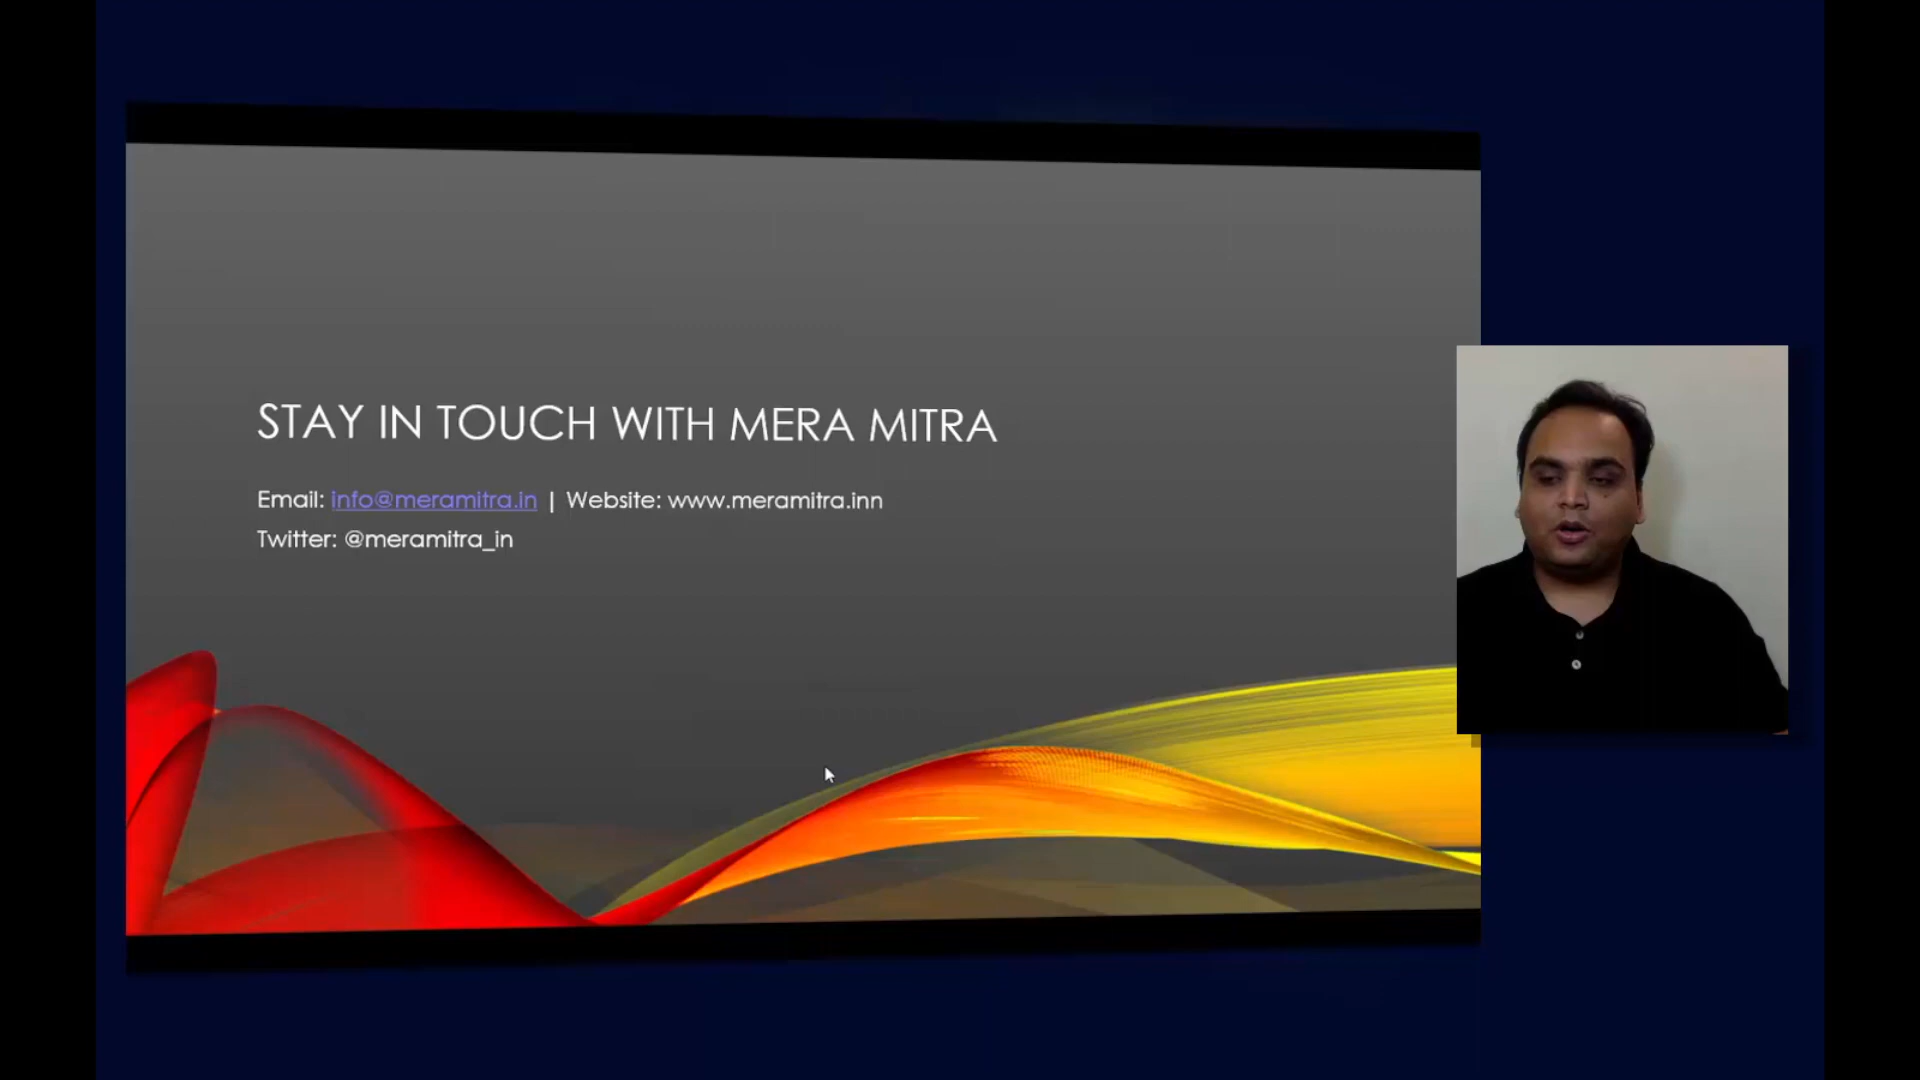 STAY IN TOUCH WITH MERA MITRA
Email: info@meramitra.in | Website: www.meramitra.inn
Twitter: @meramitra_in